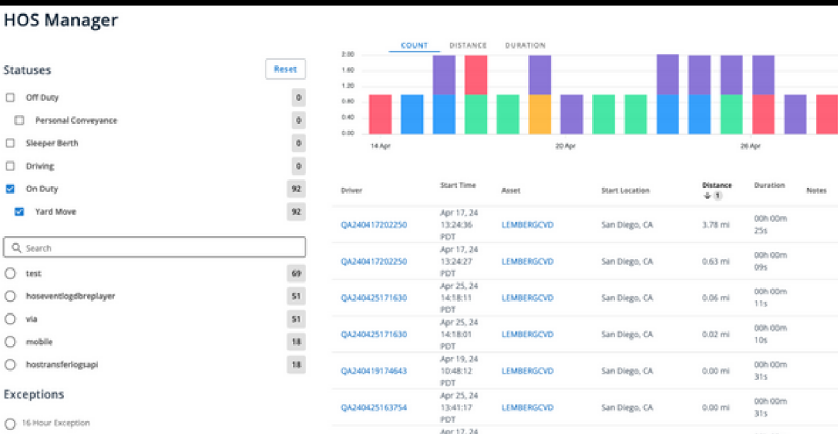 HOS Manager
Statuses
Reset
Off Duty 0
Personal Conveyance 0
Sleeper Berth 0
Driving 0
On Duty 92
Yard Move 92
Search
test 69
hoseventlogdbreplayer 51
via 51
mobile 18
hostransferlogsapi 18
Exceptions
16 Hour Exception
COUNT DISTANCE DURATION
2.00
1.60
1.20
0.80
0.40
0.00
14 Apr 20 Apr 26 Apr
Driver Start Time Asset Start Location Distance 1 Duration Notes
QA240417202250 Apr 17, 24 13:24:36 PDT LEMBERGCVD San Diego, CA 3.78 mi 00h 00m 25s
QA240417202250 Apr 17, 24 13:24:27 PDT LEMBERGCVD San Diego, CA 0.63 mi 00h 00m 09s
QA240425171630 Apr 25, 24 14:18:11 PDT LEMBERGCVD San Diego, CA 0.06 mi 00h 00m 11s
QA240425171630 Apr 25, 24 14:18:01 PDT LEMBERGCVD San Diego, CA 0.02 mi 00h 00m 10s
QA240419174643 Apr 19, 24 10:48:12 PDT LEMBERGCVD San Diego, CA 0.00 mi 00h 00m 31s
QA240425163754 Apr 25, 24 13:41:17 PDT LEMBERGCVD San Diego, CA 0.00 mi 00h 00m 31s
Apr 17, 24